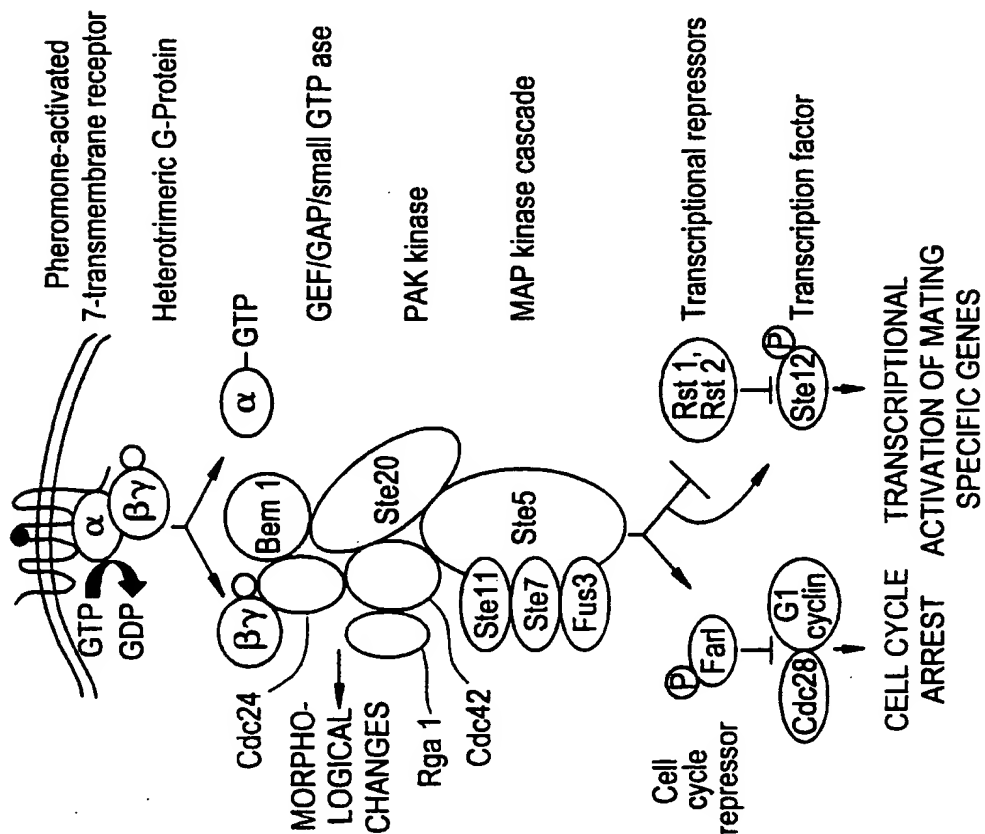 Pheromone-activated
7-transmembrane receptor
Heterotrimeric G-Protein
GEF/GAP/small GTP ase
PAK kinase
MAP kinase cascade
Transcriptional repressors
Transcription factor
GTP
GDP
α
βγ
βγ
α
GTP
Bem 1
Cdc24
MORPHO-
LOGICAL
CHANGES
Rga 1
Cdc42
Ste20
Ste5
Ste11
Ste7
Fus3
Cell
cycle
repressor
P
Farl
Cdc28
G1
cyclin
Rst 1,
Rst 2,
P
Ste12
CELL CYCLE
ARREST
TRANSCRIPTIONAL
ACTIVATION OF MATING
SPECIFIC GENES